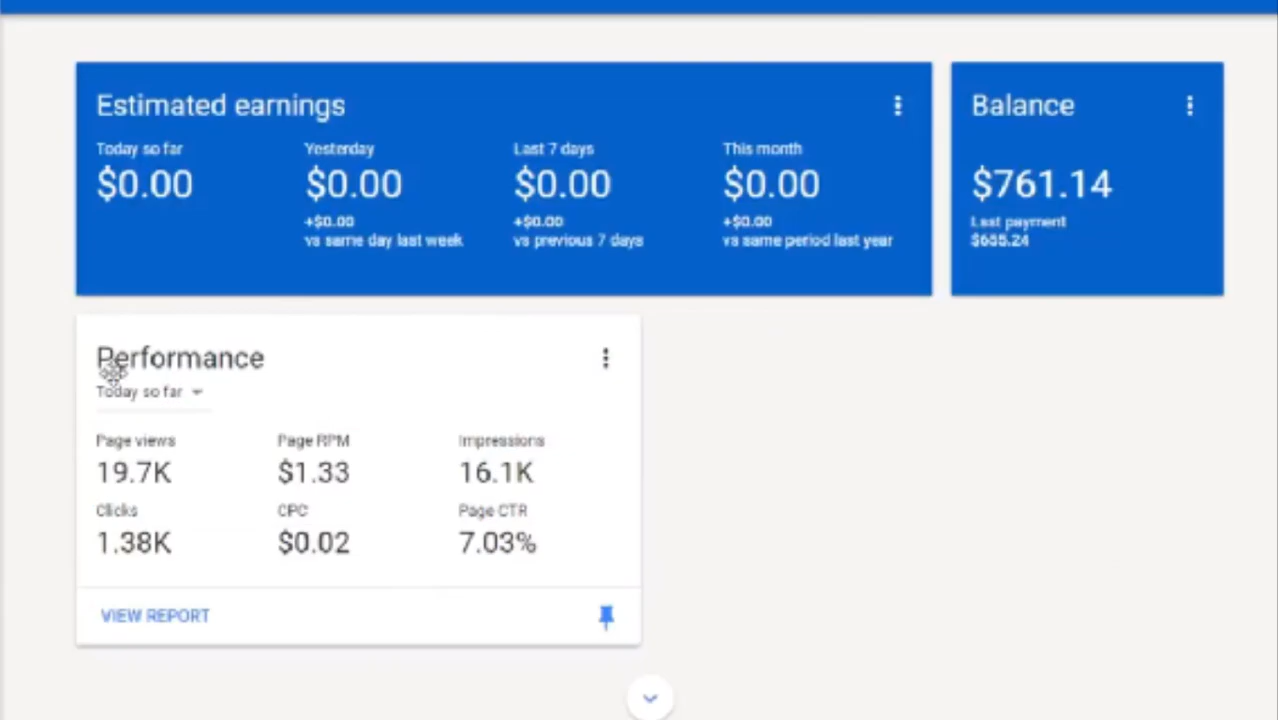 Estimated earnings
Today so far
$0.00
Yesterday
$0.00
+$0.00
vs same day last week
Last 7 days
$0.00
+$0.00
vs previous 7 days
This month
$0.00
+$0.00
vs same period last year
Balance
$761.14
Last payment
$655.24
Performance
Today so far
Page views
19.7K
Page RPM
$1.33
Impressions
16.1K
Clicks
1.38K
CPC
$0.02
Page CTR
7.03%
VIEW REPORT